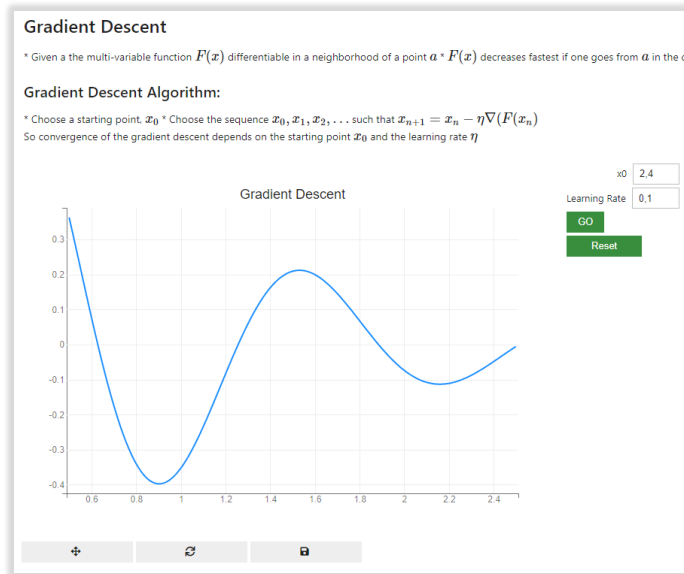 Gradient Descent
* Given a the multi-variable function F(x) differentiable in a neighborhood of a point a * F(x) decreases fastest if one goes from a in the
Gradient Descent Algorithm:
* Choose a starting point, x₀ * Choose the sequence x₀, x₁, x₂, . . . such that xₙ₊₁ = xₙ − η∇(F(xₙ)
So convergence of the gradient descent depends on the starting point x₀ and the learning rate η
x0 2,4
Learning Rate 0,1
GO
Reset
Gradient Descent
0.3
0.2
0.1
0
-0.1
-0.2
-0.3
-0.4
0.6 0.8 1 1.2 1.4 1.6 1.8 2 2.2 2.4